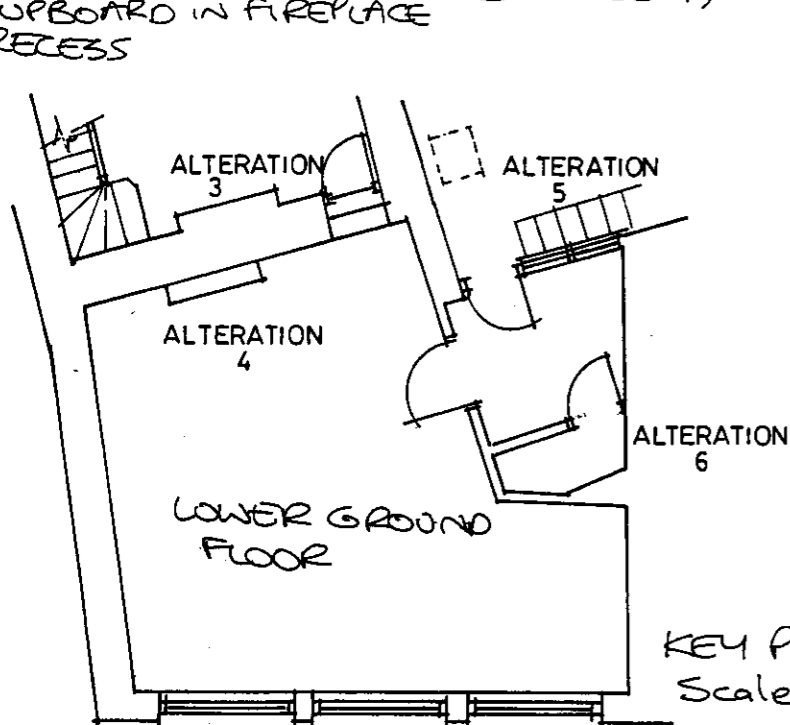 UPBOARD IN FIREPLACE
RECESS
ALTERATION
3
ALTERATION
5
ALTERATION
4
ALTERATION
6
LOWER GROUND
FLOOR
KEY P
Scale